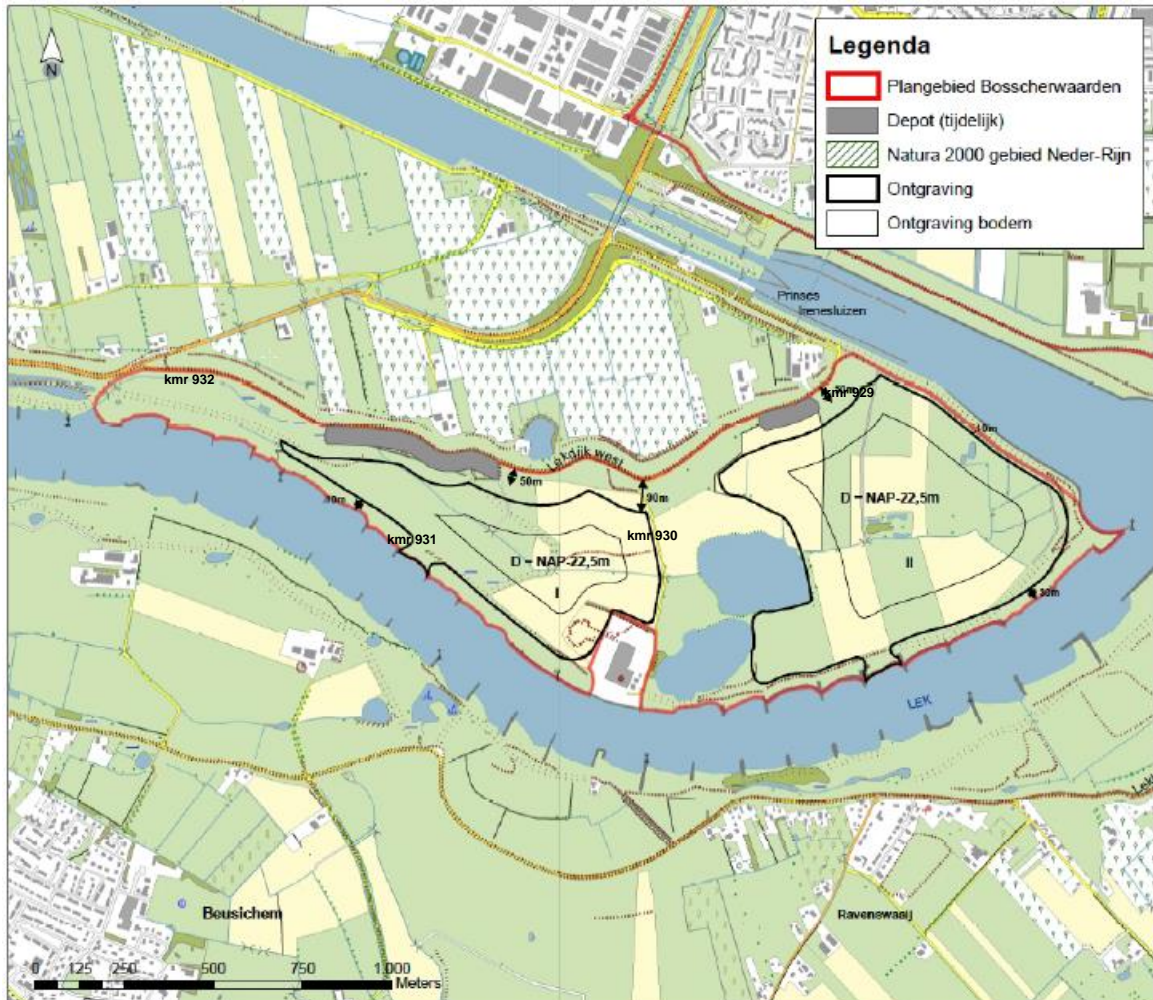 N
Legenda
Plangebied Bosscherwaarden
Depot (tijdelijk)
Natura 2000 gebied Neder-Rijn
Ontgraving
Ontgraving bodem
Prinses
Irenesluizen
kmr 932
kmr 929
10m
Lekdijk west
50m
90m
D = NAP-22,5m
II
kmr 931
kmr 930
D = NAP-22,5m
I
30m
LEK
Beusichem
Ravenswaaij
0 125 250 500 750 1.000
Meters